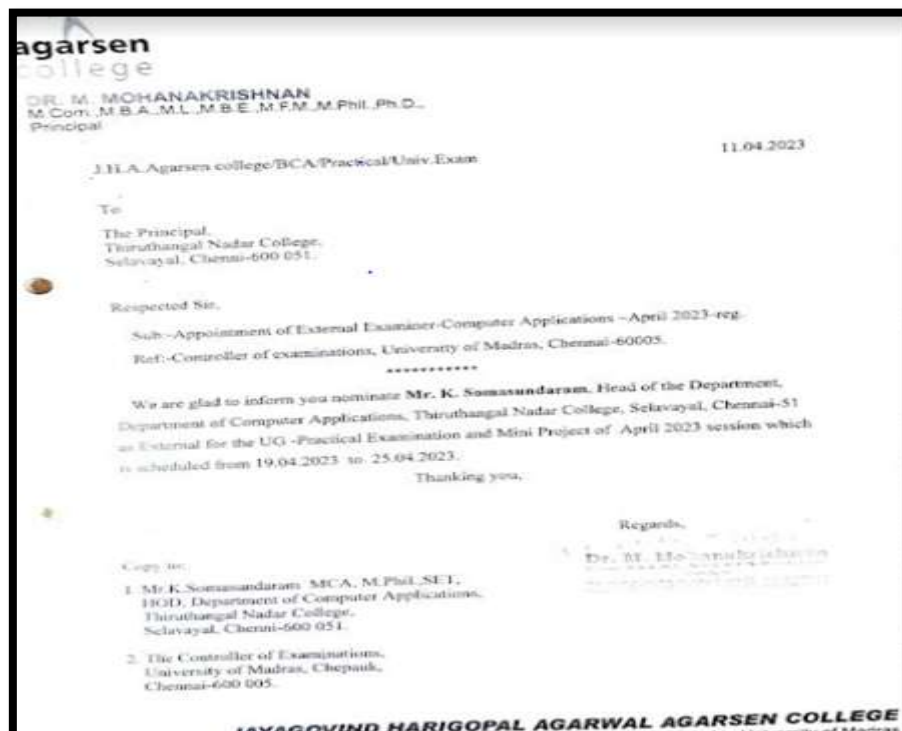 agarsen
college
DR. M. MOHANAKRISHNAN
M.Com.,M.B.A.,M.L.,M.B.E.,M.F.M.,M.Phil.,Ph.D.,
Principal
J.H.A.Agarsen college/BCA/Practical/Univ.Exam
11.04.2023
To
The Principal,
Thiruthangal Nadar College,
Selavayal, Chennai-600 051.
Respected Sir,
Sub:-Appointment of External Examiner-Computer Applications –April 2023-reg.
Ref:-Controller of examinations, University of Madras, Chennai-60005.
***********
We are glad to inform you nominate Mr. K. Somasundaram, Head of the Department,
Department of Computer Applications, Thiruthangal Nadar College, Selavayal, Chennai-51
as External for the UG -Practical Examination and Mini Project of April 2023 session which
is scheduled from 19.04.2023 to 25.04.2023.
Thanking you,
Regards,
Dr. M. Mohanakrishnan
Copy to:
1. Mr.K.Somasundaram MCA, M.Phil.,SET,
HOD, Department of Computer Applications,
Thiruthangal Nadar College,
Selavayal, Chenni-600 051.
2. The Controller of Examinations,
University of Madras, Chepauk,
Chennai-600 005.
JAYAGOVIND HARIGOPAL AGARWAL AGARSEN COLLEGE
University of Madras